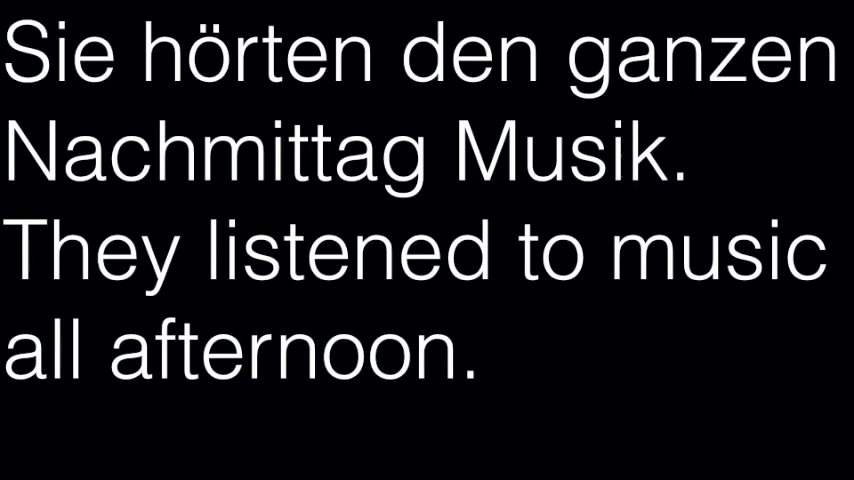 Sie hörten den ganzen
Nachmittag Musik.
They listened to music
all afternoon.